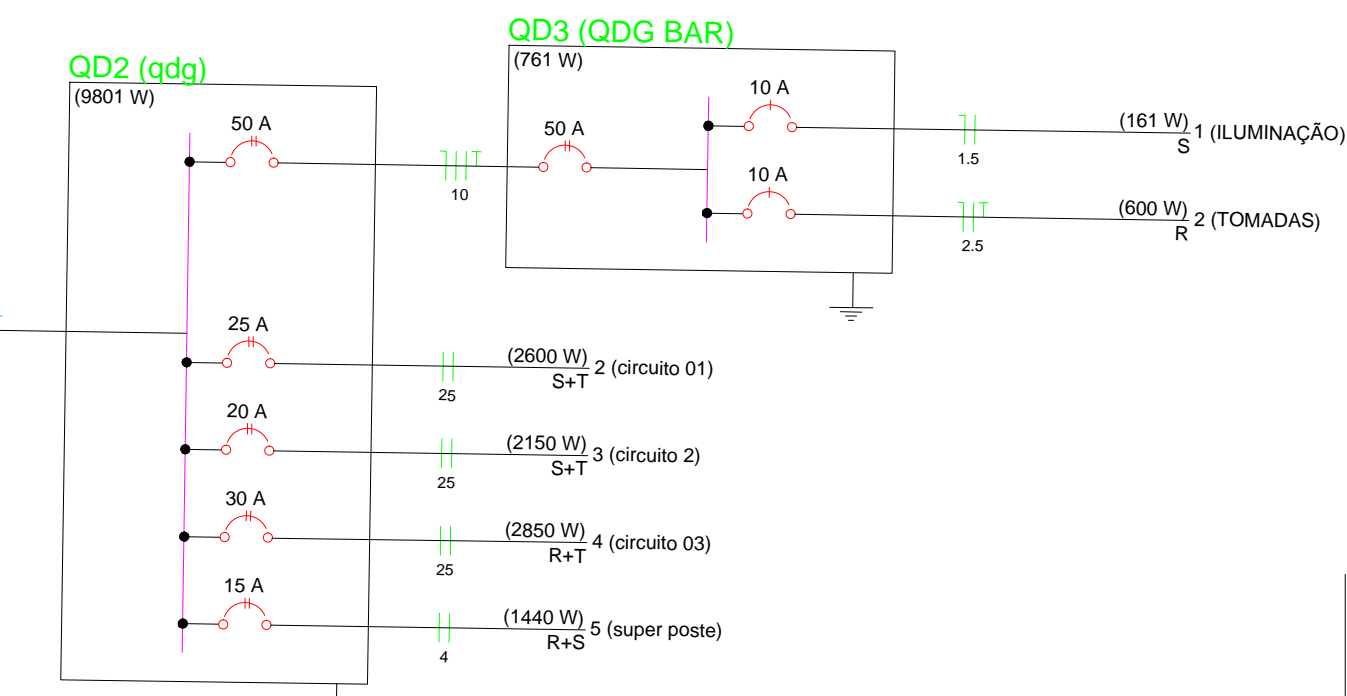 QD3 (QDG BAR)
(761 W)
QD2 (qdg)
(9801 W)
50 A
50 A
10 A
(161 W)
S
1 (ILUMINAÇÃO)
1.5
10
10 A
(600 W)
R
2 (TOMADAS)
2.5
25 A
(2600 W)
S+T
2 (circuito 01)
25
20 A
(2150 W)
S+T
3 (circuito 2)
25
30 A
(2850 W)
R+T
4 (circuito 03)
25
15 A
(1440 W)
R+S
5 (super poste)
4